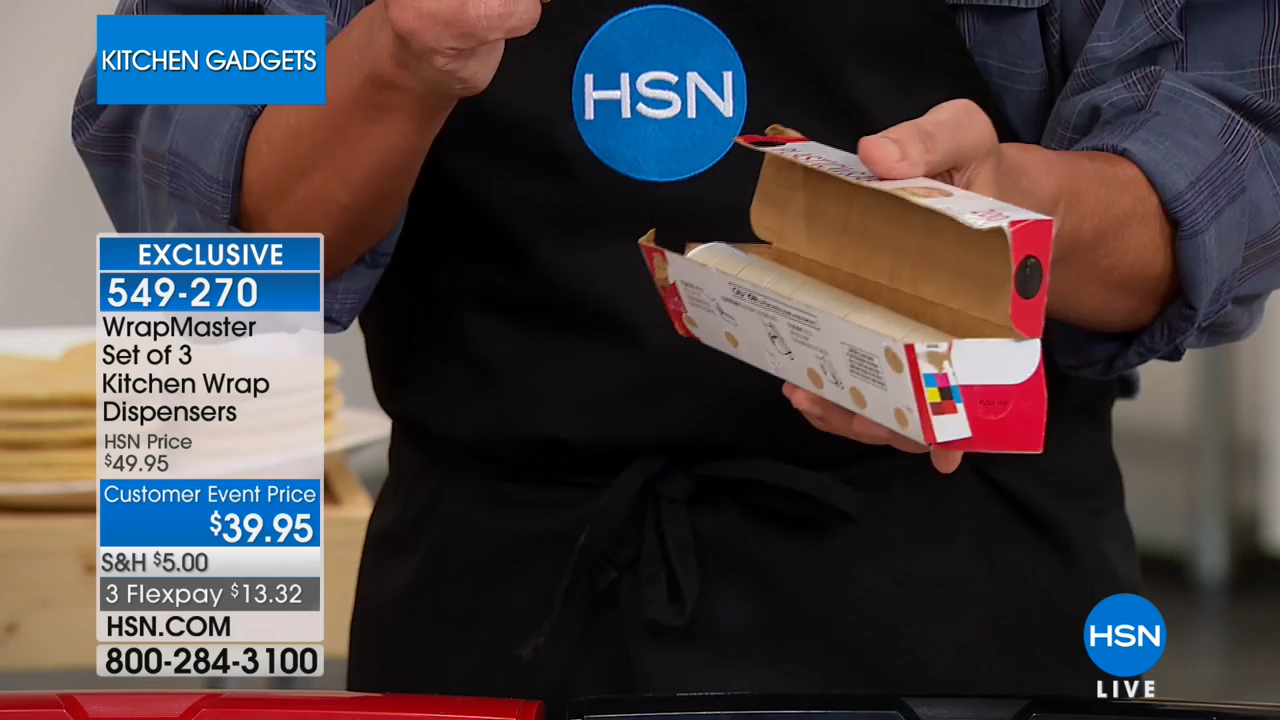 KITCHEN GADGETS
HSN
EXCLUSIVE
549-270
WrapMaster
Set of 3
Kitchen Wrap
Dispensers
HSN Price
$49.95
Customer Event Price
$39.95
S&H $5.00
3 Flexpay $13.32
HSN.COM
800-284-3100
200
HSN
LIVE